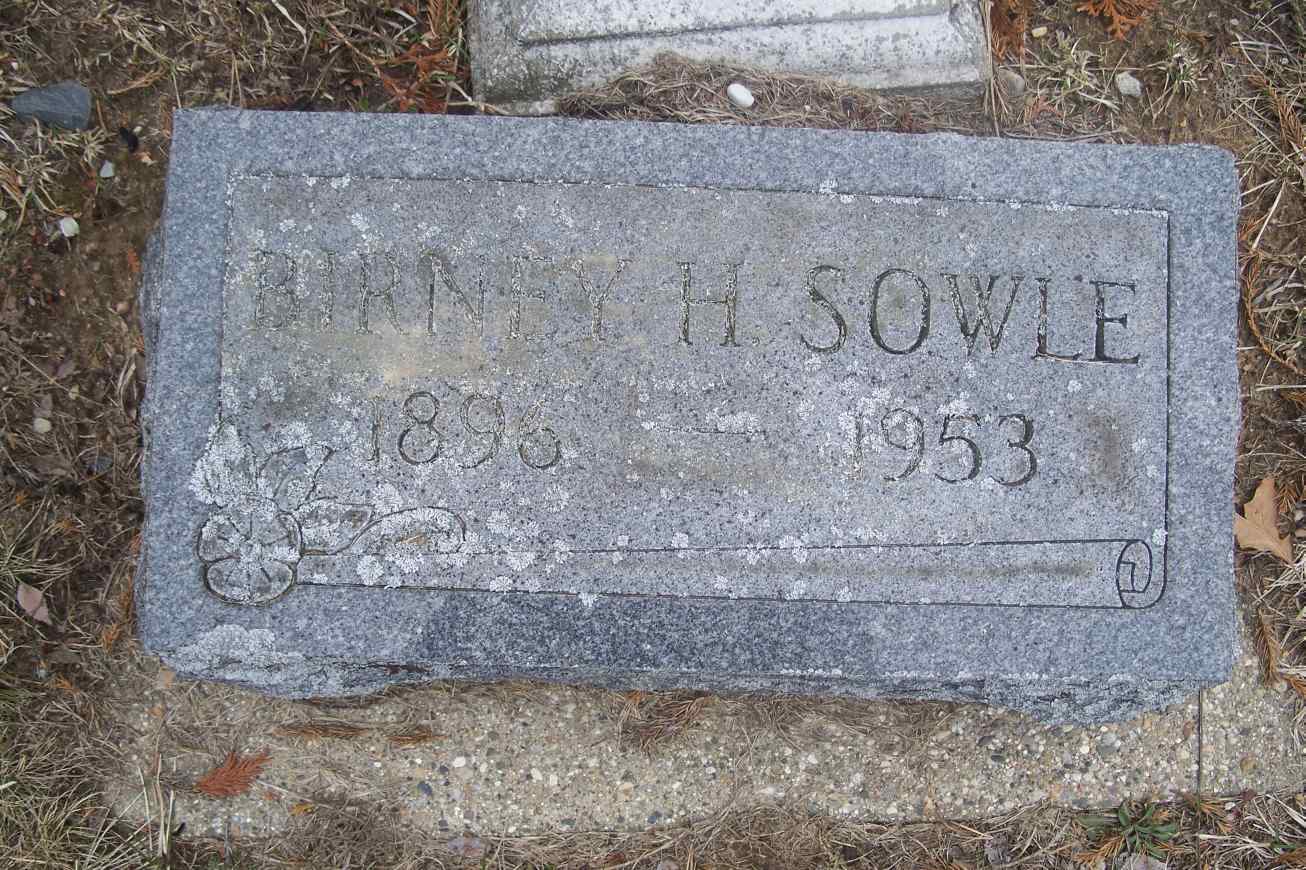 BIRNEY H. SOWLE
1896 — 1953